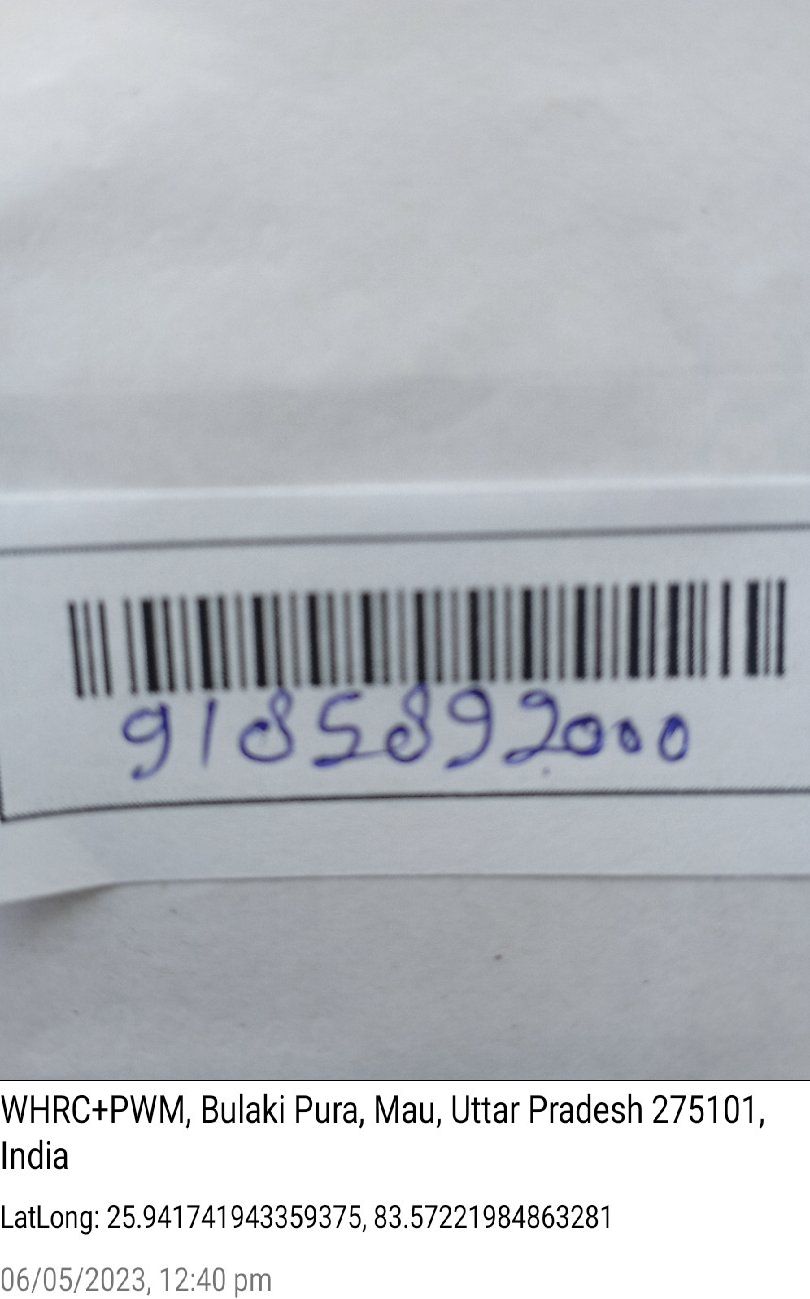 9185892000
WHRC+PWM, Bulaki Pura, Mau, Uttar Pradesh 275101,
India
LatLong: 25.941741943359375, 83.57221984863281
06/05/2023, 12:40 pm